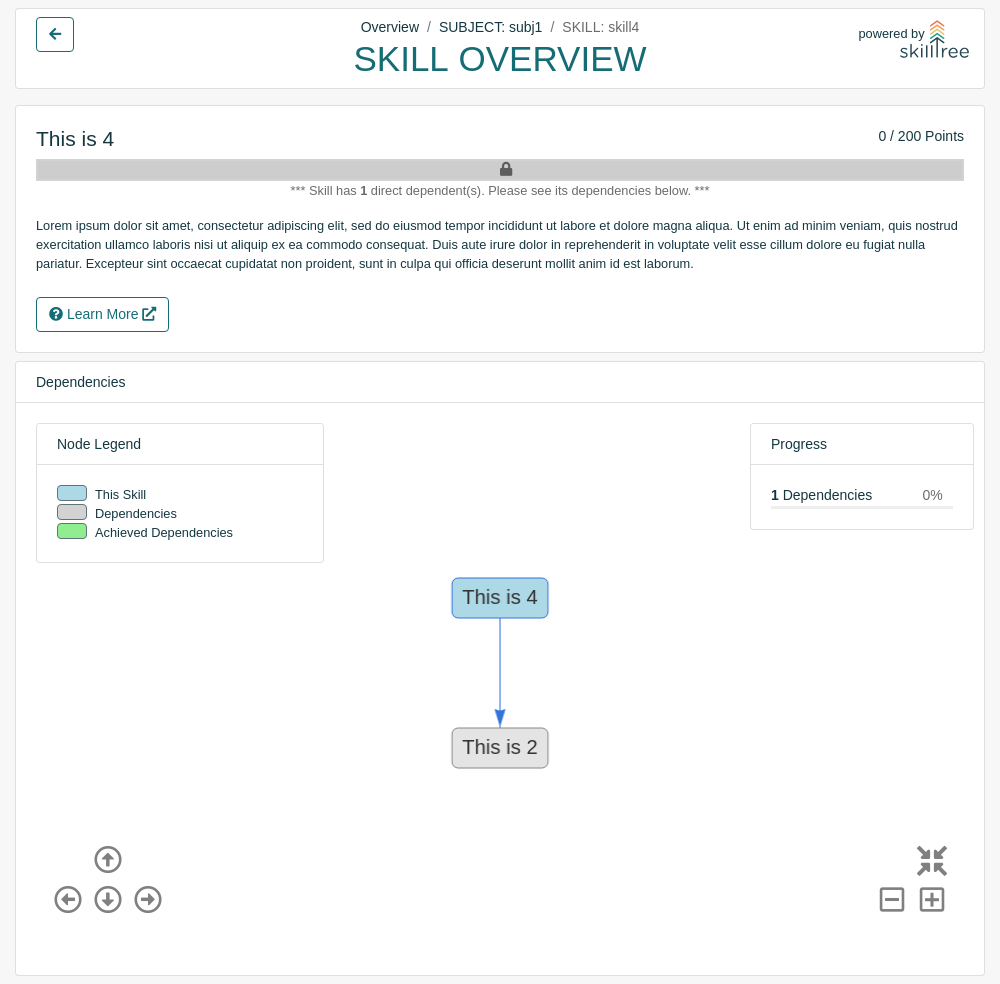 Overview / SUBJECT: subj1 / SKILL: skill4
SKILL OVERVIEW
powered by
skilltree
This is 4
0 / 200 Points
*** Skill has 1 direct dependent(s). Please see its dependencies below. ***
Lorem ipsum dolor sit amet, consectetur adipiscing elit, sed do eiusmod tempor incididunt ut labore et dolore magna aliqua. Ut enim ad minim veniam, quis nostrud
exercitation ullamco laboris nisi ut aliquip ex ea commodo consequat. Duis aute irure dolor in reprehenderit in voluptate velit esse cillum dolore eu fugiat nulla
pariatur. Excepteur sint occaecat cupidatat non proident, sunt in culpa qui officia deserunt mollit anim id est laborum.
Learn More
Dependencies
Node Legend
This Skill
Dependencies
Achieved Dependencies
Progress
1 Dependencies 0%
This is 4
This is 2